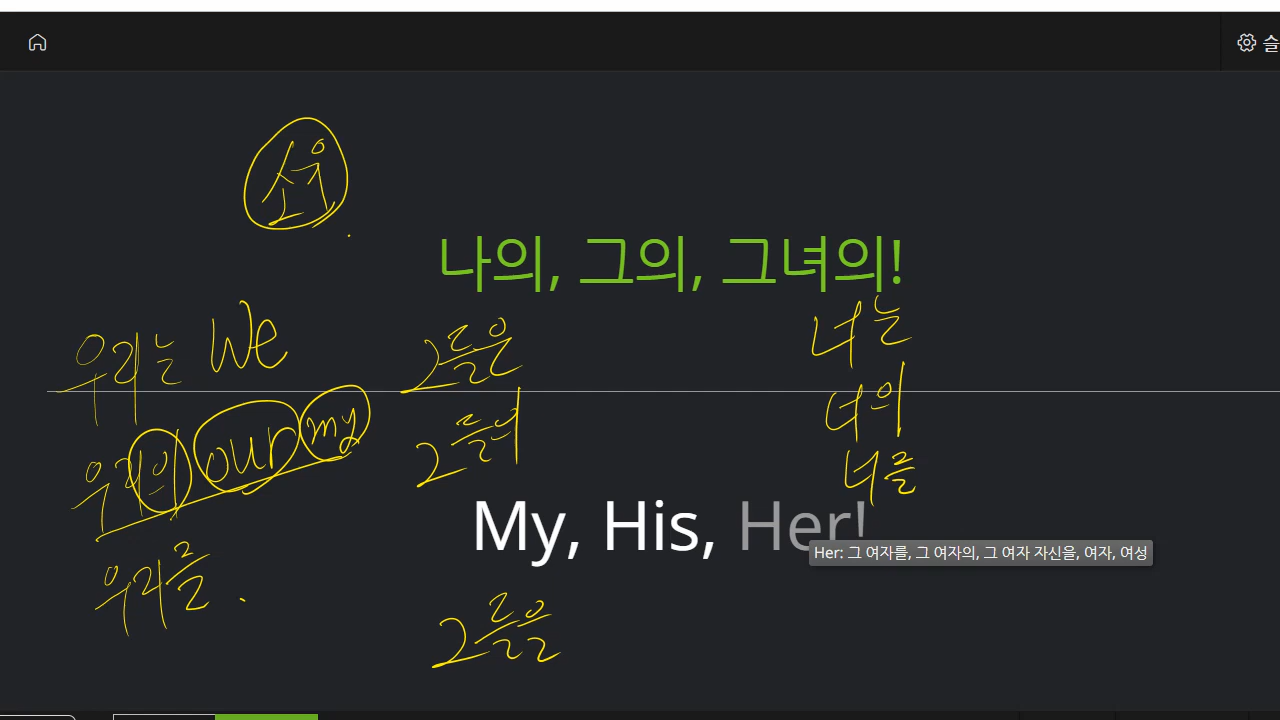 슬
소유
나의, 그의, 그녀의!
우리는 We
그들은
너는
우리의 our my
그들의
너의
너를
My, His, Her!
Her: 그 여자를, 그 여자의, 그 여자 자신을, 여자, 여성
우리를.
그들을